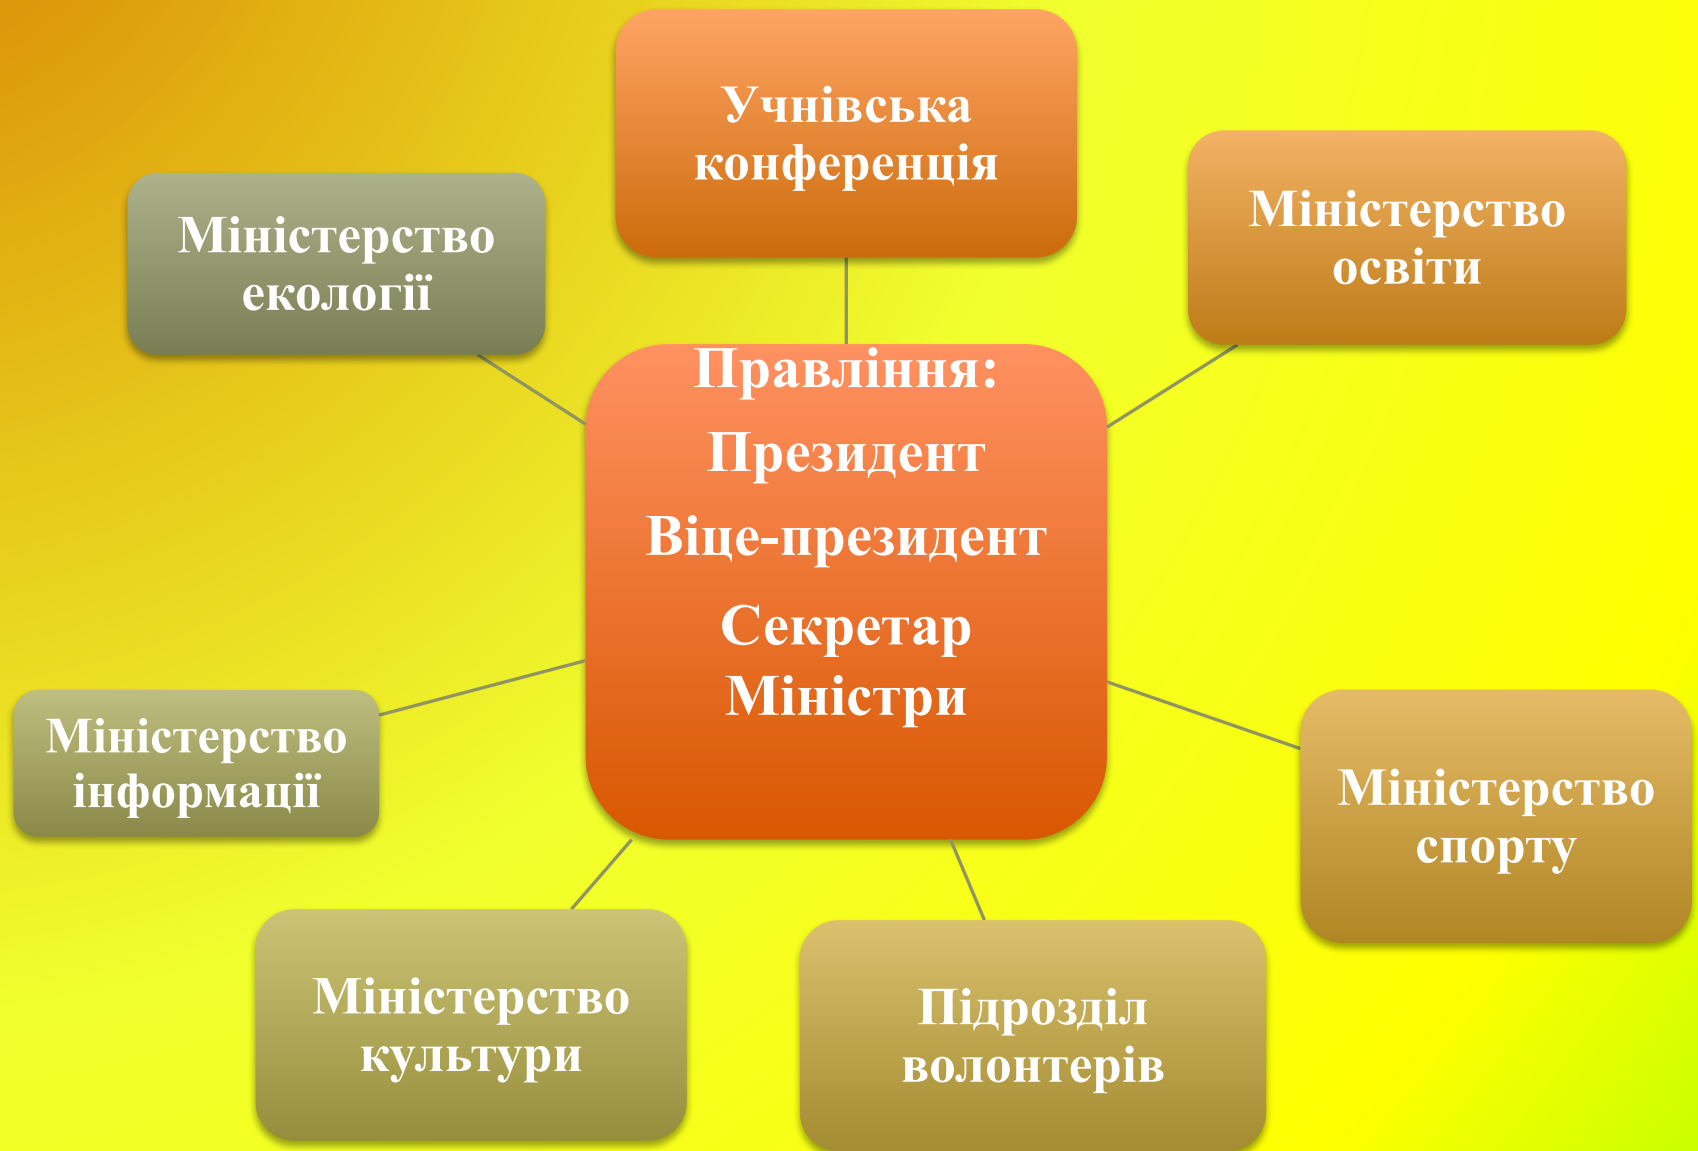 Учнівська
конференція
Міністерство
освіти
Міністерство
екології
Правління:
Президент
Віце-президент
Секретар
Міністри
Міністерство
спорту
Міністерство
інформації
Міністерство
культури
Підрозділ
волонтерів